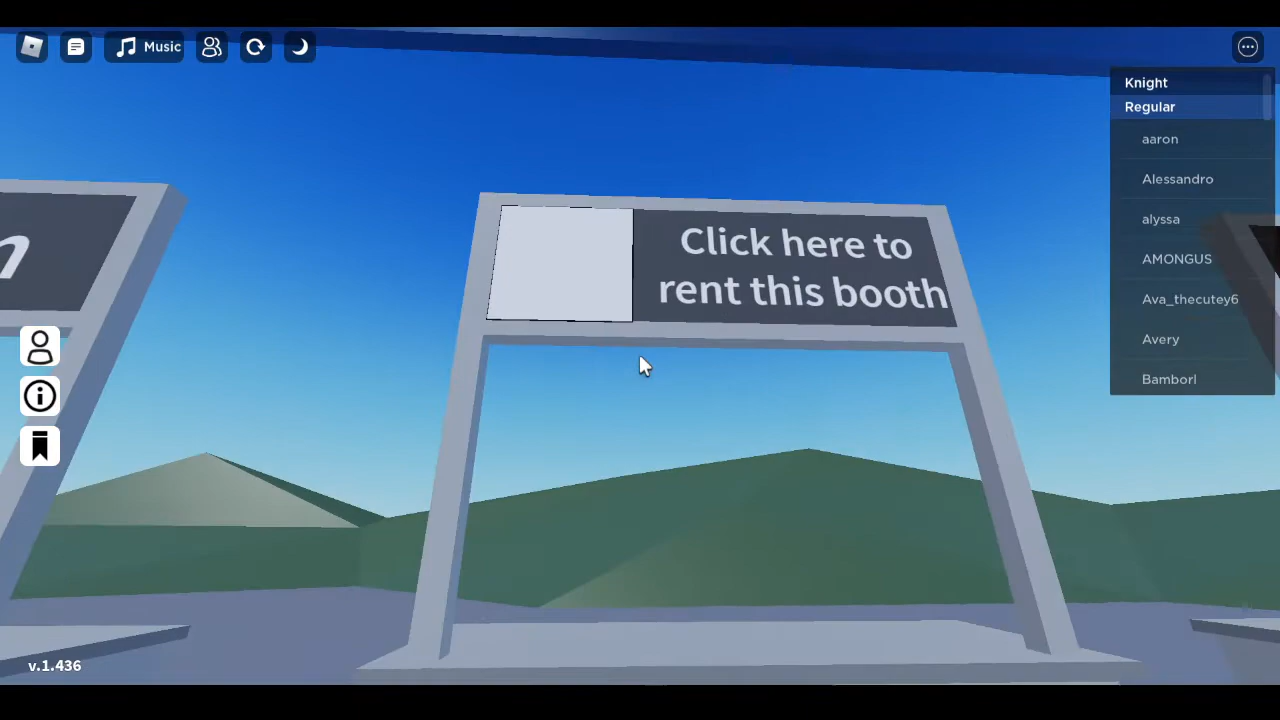 Music
Knight
Regular
aaron
Alessandro
alyssa
AMONGUS
Ava_thecutey6
Avery
Bamborl
Click here to
rent this booth
v.1.436